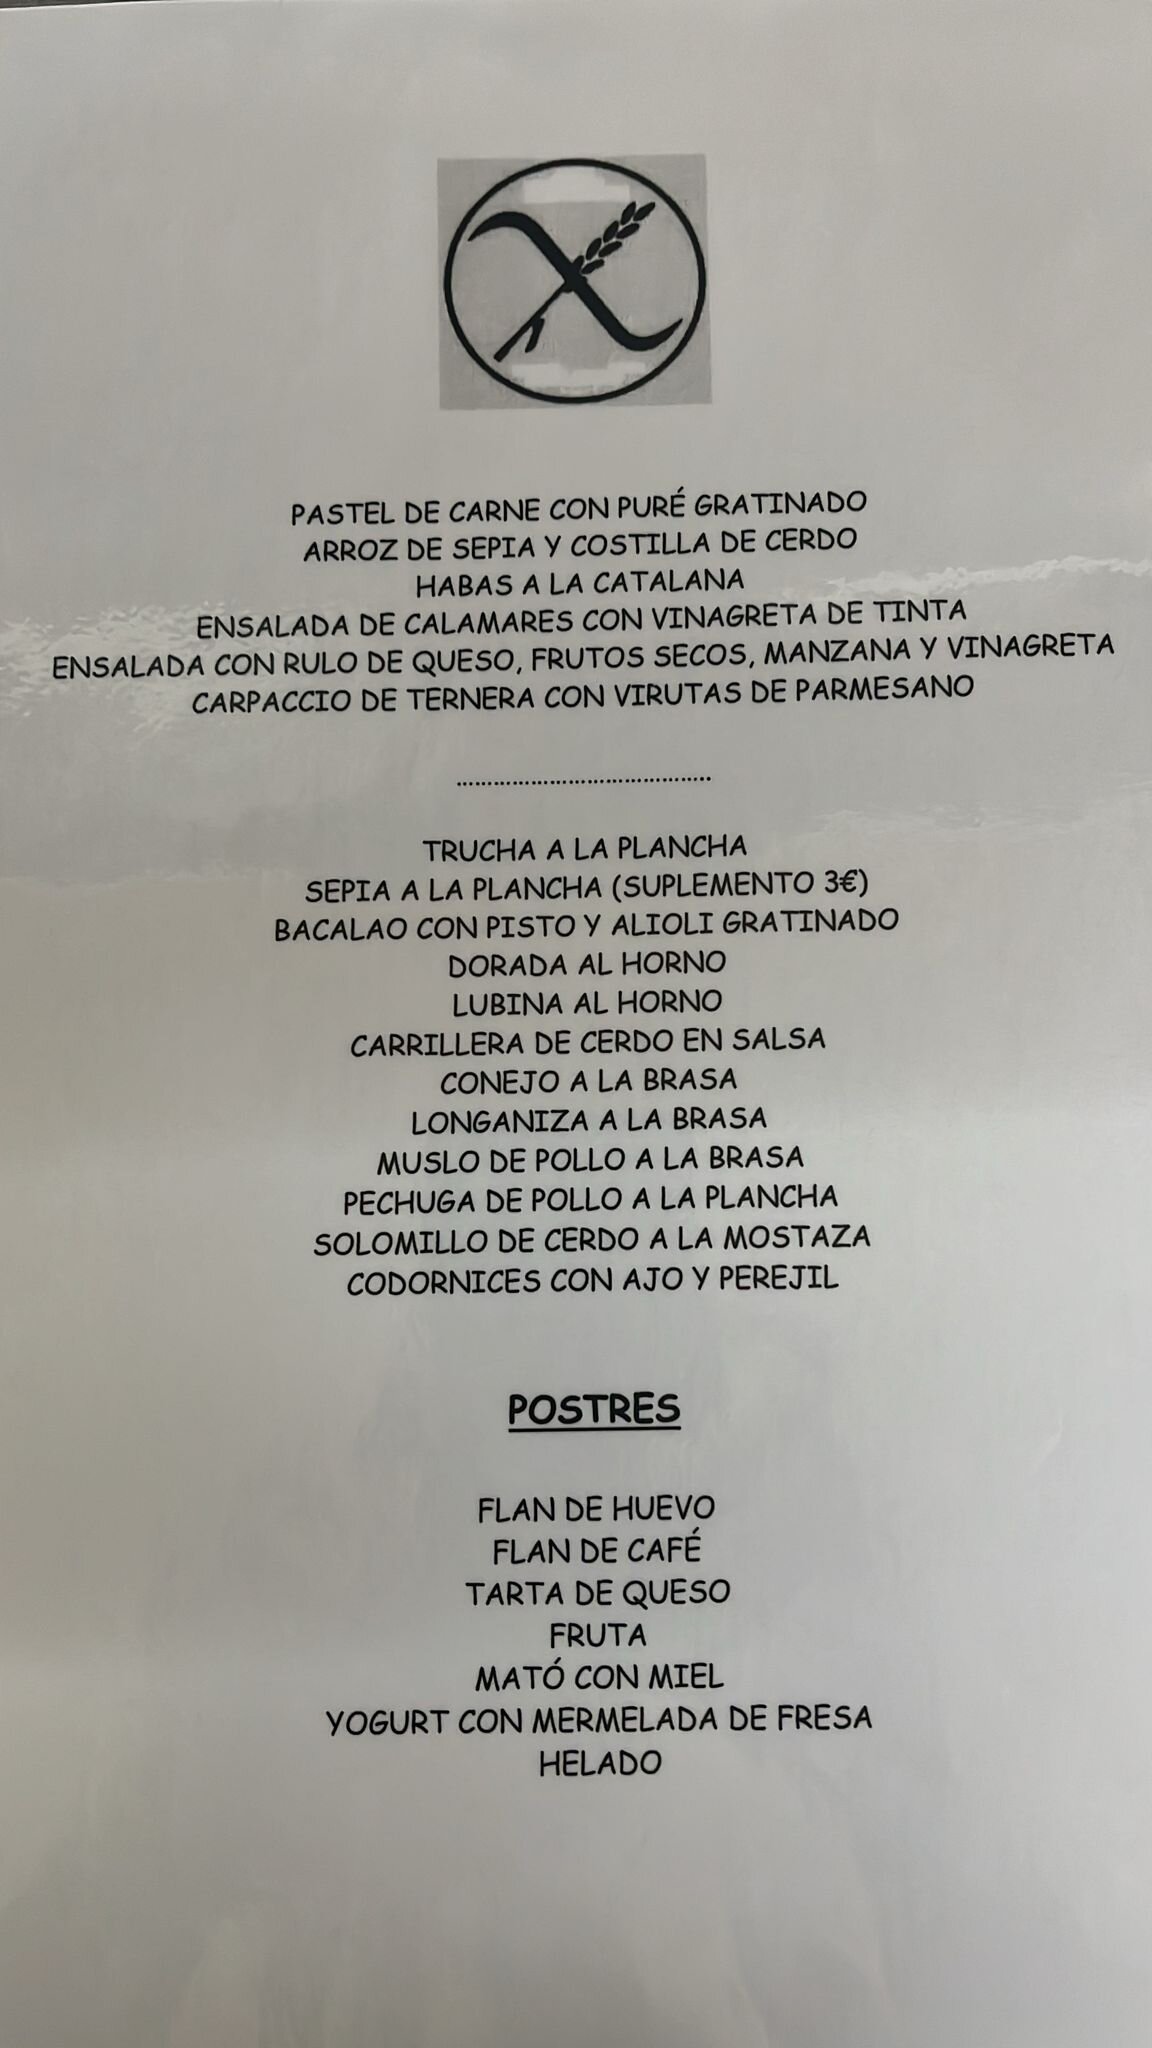 PASTEL DE CARNE CON PURÉ GRATINADO
ARROZ DE SEPIA Y COSTILLA DE CERDO
HABAS A LA CATALANA
ENSALADA DE CALAMARES CON VINAGRETA DE TINTA
ENSALADA CON RULO DE QUESO, FRUTOS SECOS, MANZANA Y VINAGRETA
CARPACCIO DE TERNERA CON VIRUTAS DE PARMESANO
..........................................
TRUCHA A LA PLANCHA
SEPIA A LA PLANCHA (SUPLEMENTO 3€)
BACALAO CON PISTO Y ALIOLI GRATINADO
DORADA AL HORNO
LUBINA AL HORNO
CARRILLERA DE CERDO EN SALSA
CONEJO A LA BRASA
LONGANIZA A LA BRASA
MUSLO DE POLLO A LA BRASA
PECHUGA DE POLLO A LA PLANCHA
SOLOMILLO DE CERDO A LA MOSTAZA
CODORNICES CON AJO Y PEREJIL
POSTRES
FLAN DE HUEVO
FLAN DE CAFÉ
TARTA DE QUESO
FRUTA
MATÓ CON MIEL
YOGURT CON MERMELADA DE FRESA
HELADO